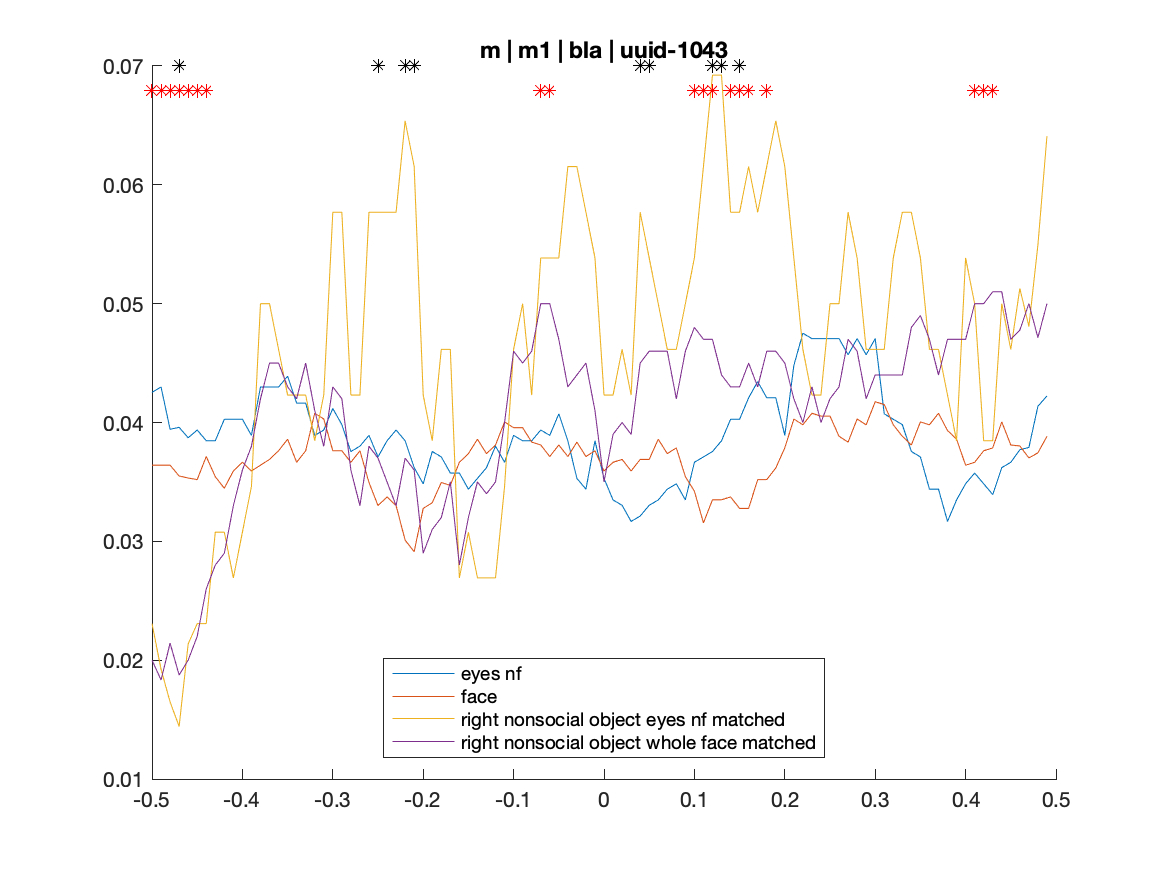 m | m1 | bla | uuid-1043
0.07
0.06
0.05
0.04
0.03
0.02
0.01
eyes nf
face
right nonsocial object eyes nf matched
right nonsocial object whole face matched
-0.5 -0.4 -0.3 -0.2 -0.1 0 0.1 0.2 0.3 0.4 0.5